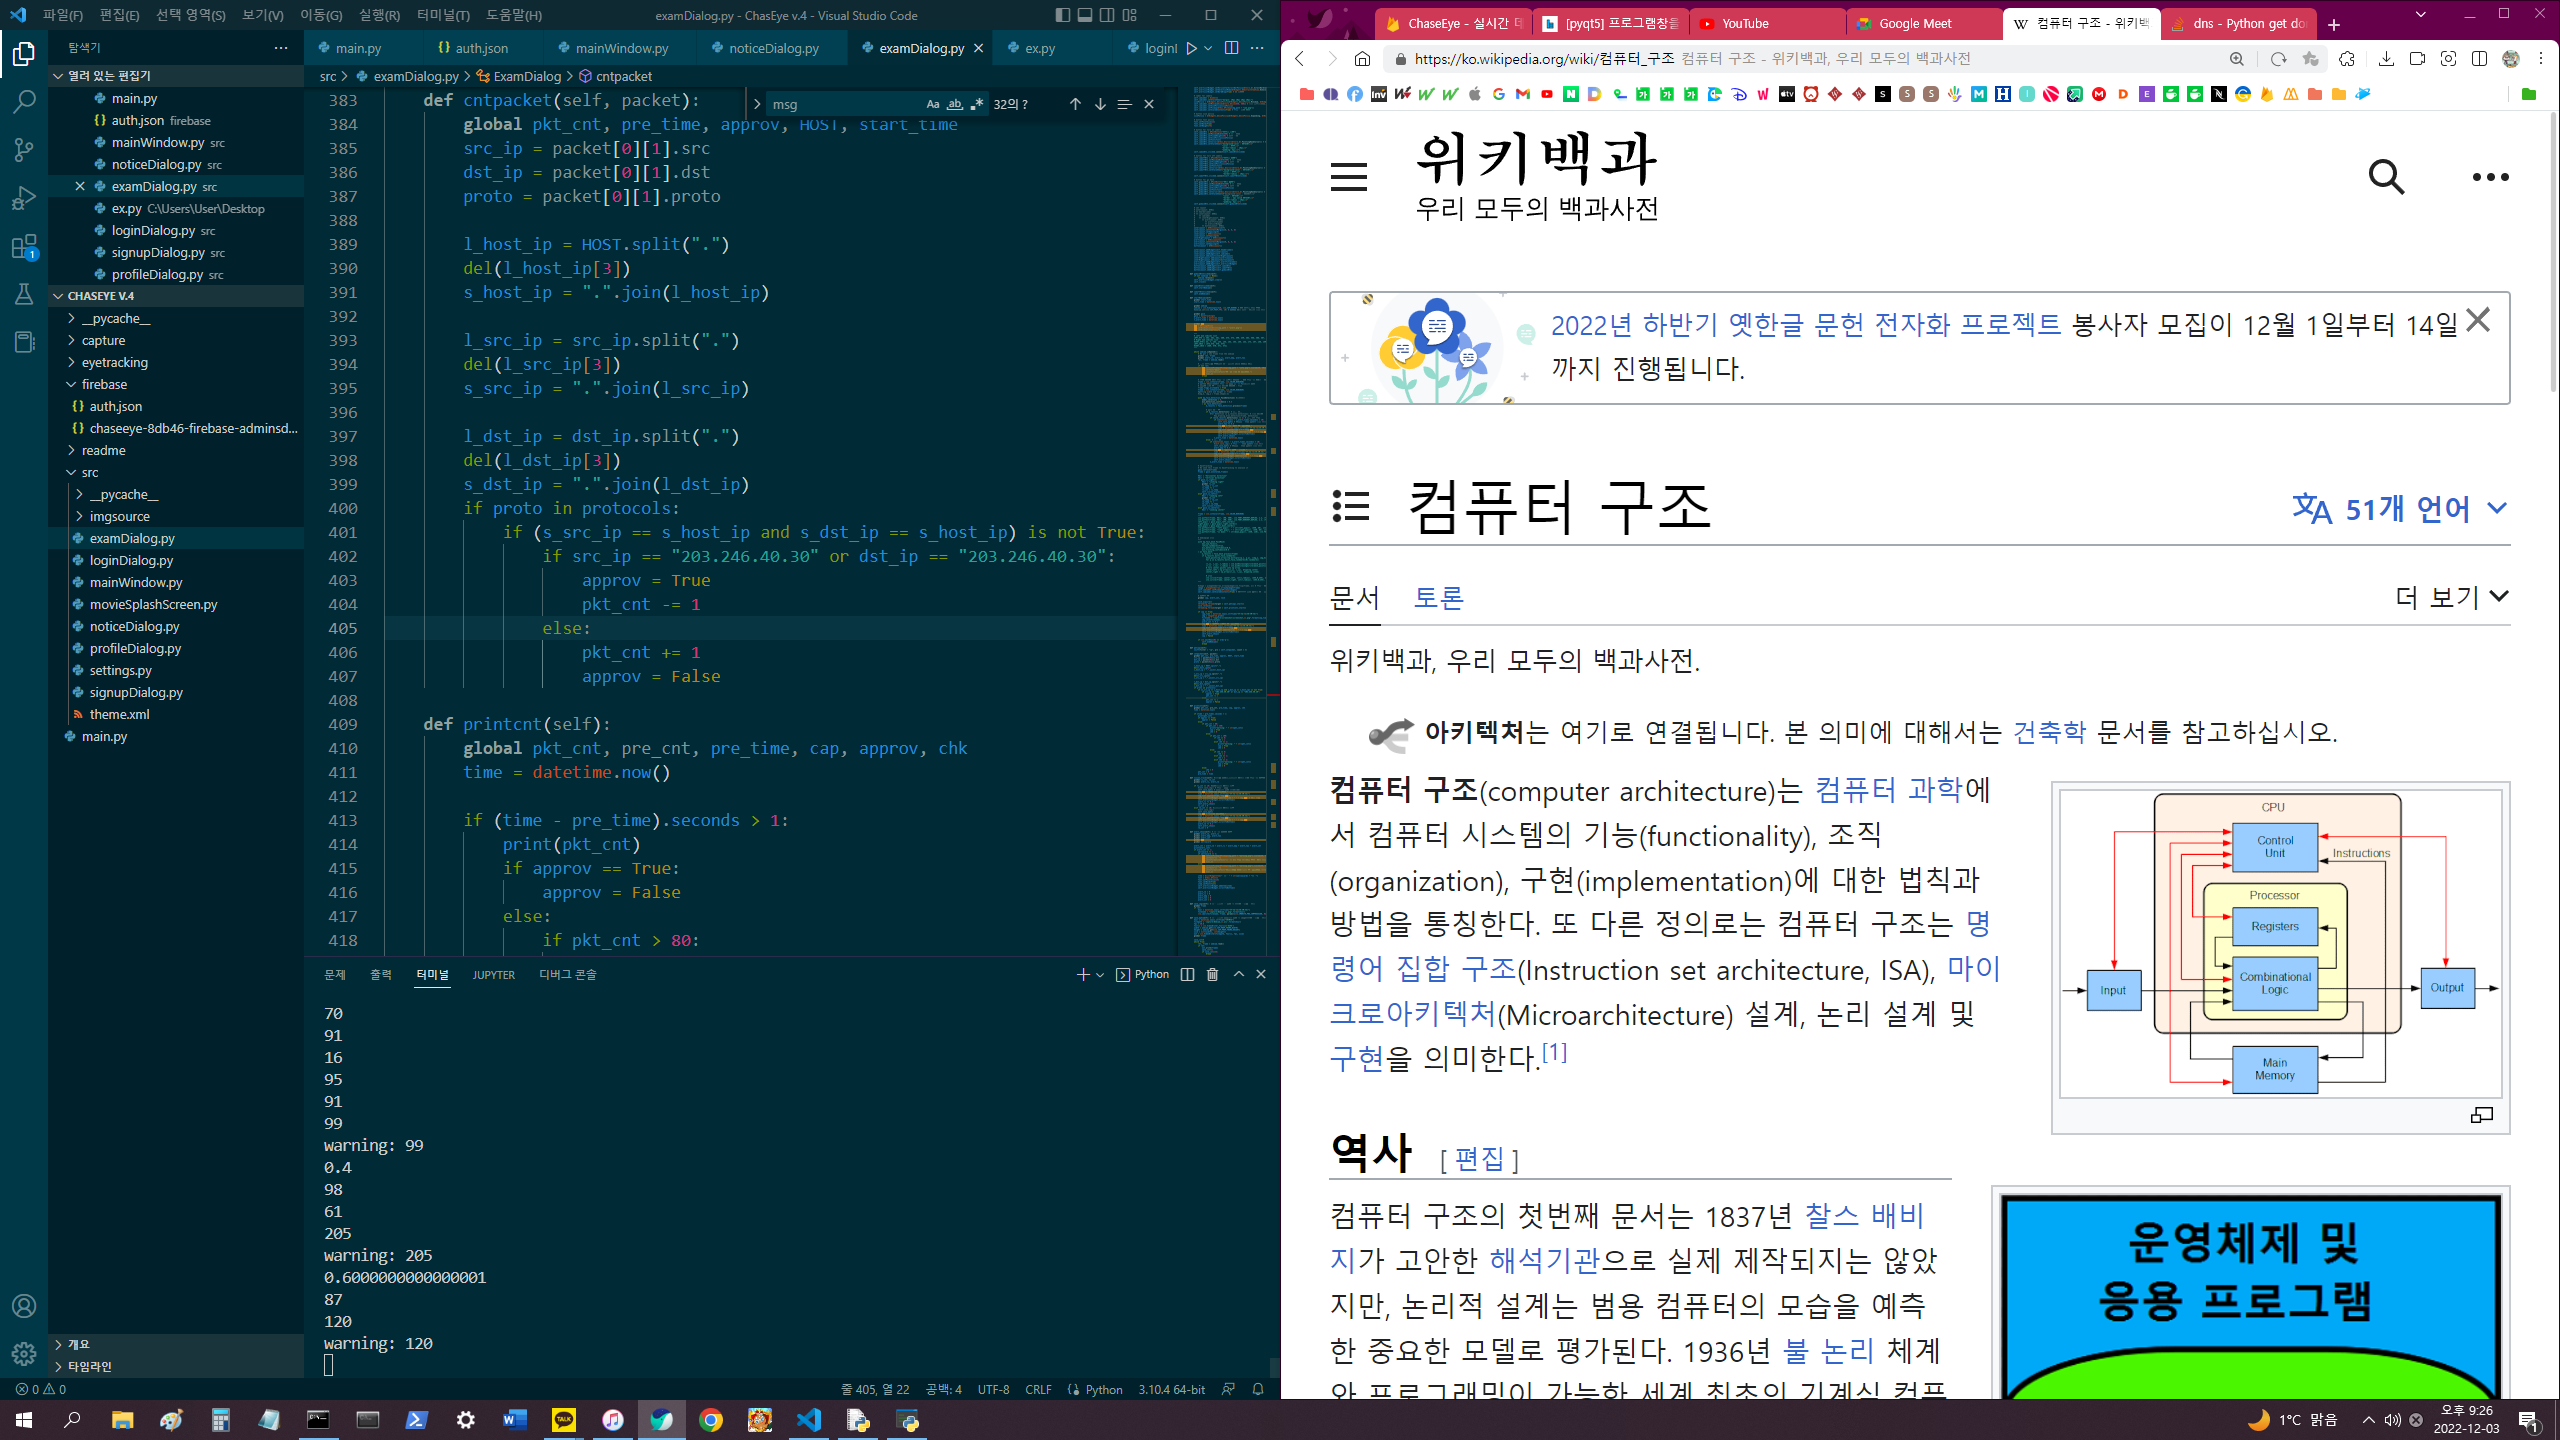 파일(F) 편집(E) 선택 영역(S) 보기(V) 이동(G) 실행(R) 터미널(T) 도움말(H)
examDialog.py - ChasEye v.4 - Visual Studio Code
탐색기
열려 있는 편집기
main.py
auth.json firebase
mainWindow.py src
noticeDialog.py src
examDialog.py src
ex.py C:\Users\User\Desktop
loginDialog.py src
signupDialog.py src
profileDialog.py src
CHASEYE V.4
__pycache__
capture
eyetracking
firebase
auth.json
chaseeye-8db46-firebase-adminsd...
readme
src
__pycache__
imgsource
examDialog.py
loginDialog.py
mainWindow.py
movieSplashScreen.py
noticeDialog.py
profileDialog.py
settings.py
signupDialog.py
theme.xml
main.py
개요
타임라인
main.py auth.json mainWindow.py noticeDialog.py examDialog.py ex.py loginl
src > examDialog.py > ExamDialog > cntpacket
msg Aa ab 32의 ?
383 def cntpacket(self, packet):
384 global pkt_cnt, pre_time, approv, HOST, start_time
385 src_ip = packet[0][1].src
386 dst_ip = packet[0][1].dst
387 proto = packet[0][1].proto
388
389 l_host_ip = HOST.split(".")
390 del(l_host_ip[3])
391 s_host_ip = ".".join(l_host_ip)
392
393 l_src_ip = src_ip.split(".")
394 del(l_src_ip[3])
395 s_src_ip = ".".join(l_src_ip)
396
397 l_dst_ip = dst_ip.split(".")
398 del(l_dst_ip[3])
399 s_dst_ip = ".".join(l_dst_ip)
400 if proto in protocols:
401 if (s_src_ip == s_host_ip and s_dst_ip == s_host_ip) is not True:
402 if src_ip == "203.246.40.30" or dst_ip == "203.246.40.30":
403 approv = True
404 pkt_cnt -= 1
405 else:
406 pkt_cnt += 1
407 approv = False
408
409 def printcnt(self):
410 global pkt_cnt, pre_cnt, pre_time, cap, approv, chk
411 time = datetime.now()
412
413 if (time - pre_time).seconds > 1:
414 print(pkt_cnt)
415 if approv == True:
416 approv = False
417 else:
418 if pkt_cnt > 80:
문제 출력 터미널 JUPYTER 디버그 콘솔
Python
70
91
16
95
91
99
warning: 99
0.4
98
61
205
warning: 205
0.6000000000000001
87
120
warning: 120
0 0
줄 405, 열 22 공백: 4 UTF-8 CRLF Python 3.10.4 64-bit
ChaseEye - 실시간 데 [pyqt5] 프로그램창들 YouTube Google Meet 컴퓨터 구조 - 위키백 dns - Python get do
https://ko.wikipedia.org/wiki/컴퓨터_구조 컴퓨터 구조 - 위키백과, 우리 모두의 백과사전
위키백과
우리 모두의 백과사전
2022년 하반기 옛한글 문헌 전자화 프로젝트 봉사자 모집이 12월 1일부터 14일
까지 진행됩니다.
컴퓨터 구조
51개 언어
문서 토론
더 보기
위키백과, 우리 모두의 백과사전.
아키텍처는 여기로 연결됩니다. 본 의미에 대해서는 건축학 문서를 참고하십시오.
컴퓨터 구조(computer architecture)는 컴퓨터 과학에
서 컴퓨터 시스템의 기능(functionality), 조직
(organization), 구현(implementation)에 대한 법칙과
방법을 통칭한다. 또 다른 정의로는 컴퓨터 구조는 명
령어 집합 구조(Instruction set architecture, ISA), 마이
크로아키텍처(Microarchitecture) 설계, 논리 설계 및
구현을 의미한다.[1]
CPU
Control
Unit
Instructions
Processor
Registers
Combinational
Logic
Input
Output
Main
Memory
역사 [ 편집 ]
컴퓨터 구조의 첫번째 문서는 1837년 찰스 배비
지가 고안한 해석기관으로 실제 제작되지는 않았
지만, 논리적 설계는 범용 컴퓨터의 모습을 예측
한 중요한 모델로 평가된다. 1936년 불 논리 체계
와 프로그래밍이 가능한 세계 최초의 기계식 컴퓨
운영체제 및
응용 프로그램
1°C 맑음
오후 9:26
2022-12-03